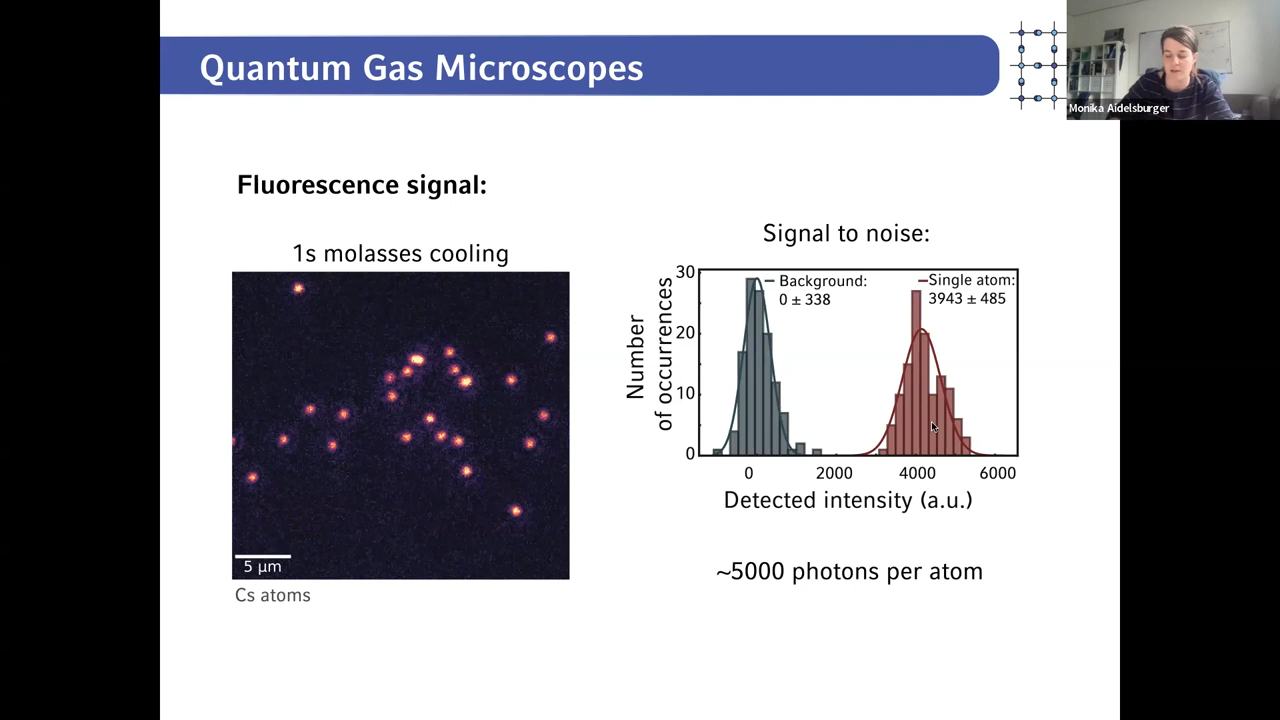 Quantum Gas Microscopes
Monika Aidelsburger
Fluorescence signal:
1s molasses cooling
5 µm
Cs atoms
Signal to noise:
Number
of occurrences
30
20
10
0
Background:
0 ± 338
Single atom:
3943 ± 485
0 2000 4000 6000
Detected intensity (a.u.)
~5000 photons per atom